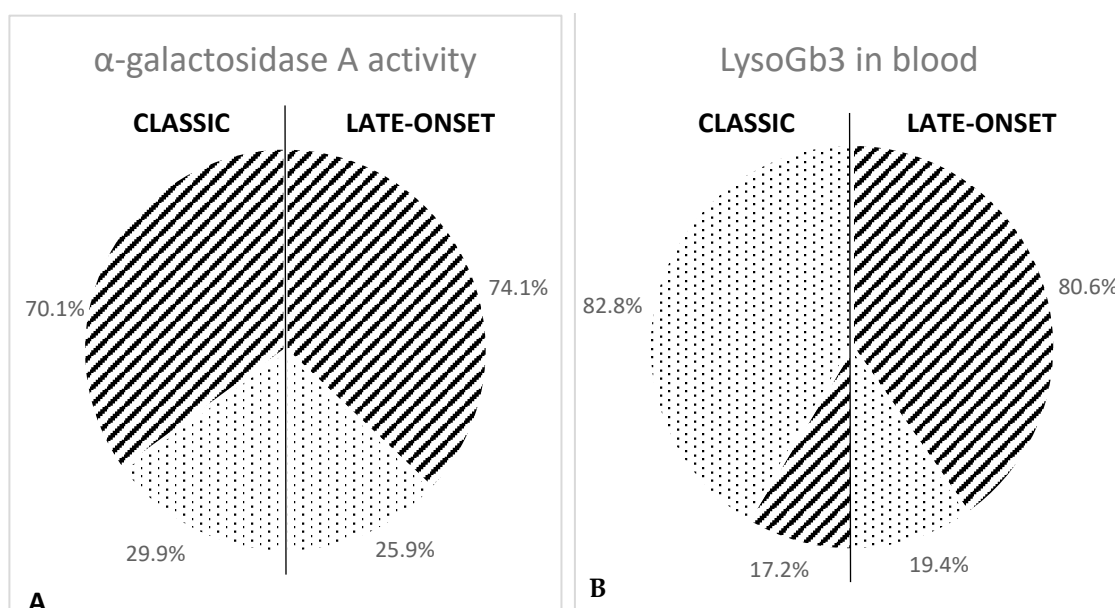 α-galactosidase A activity
CLASSIC
LATE-ONSET
70.1%
74.1%
29.9%
25.9%
A
LysoGb3 in blood
CLASSIC
LATE-ONSET
82.8%
80.6%
17.2%
19.4%
B